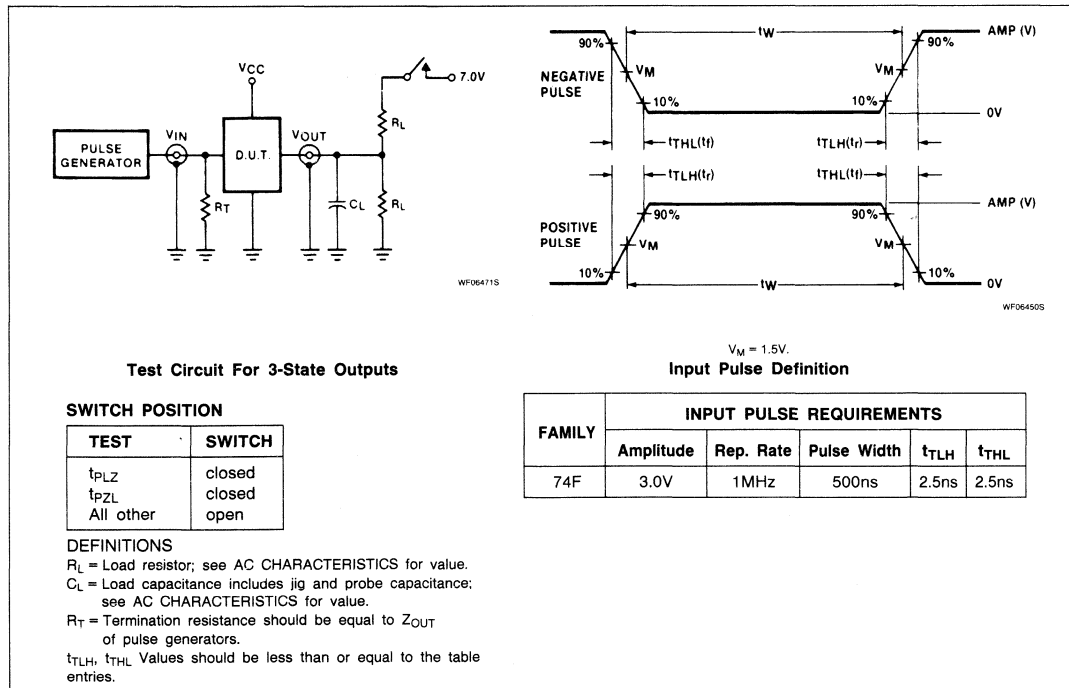 VCC
7.0V
RL
PULSE
GENERATOR
VIN
D.U.T.
VOUT
RT
CL
RL
WF06471S
Test Circuit For 3-State Outputs
tW
AMP (V)
90%
90%
NEGATIVE
PULSE
VM
VM
10%
10%
0V
tTHL(tf)
tTLH(tr)
tTLH(tr)
tTHL(tf)
AMP (V)
90%
90%
POSITIVE
PULSE
VM
VM
10%
10%
tW
0V
WF06450S
VM = 1.5V.
Input Pulse Definition
SWITCH POSITION
TEST SWITCH
tPLZ closed
tPZL closed
All other open
DEFINITIONS
RL = Load resistor; see AC CHARACTERISTICS for value.
CL = Load capacitance includes jig and probe capacitance;
see AC CHARACTERISTICS for value.
RT = Termination resistance should be equal to ZOUT
of pulse generators.
tTLH, tTHL Values should be less than or equal to the table
entries.
FAMILY INPUT PULSE REQUIREMENTS
Amplitude Rep. Rate Pulse Width tTLH tTHL
74F 3.0V 1MHz 500ns 2.5ns 2.5ns